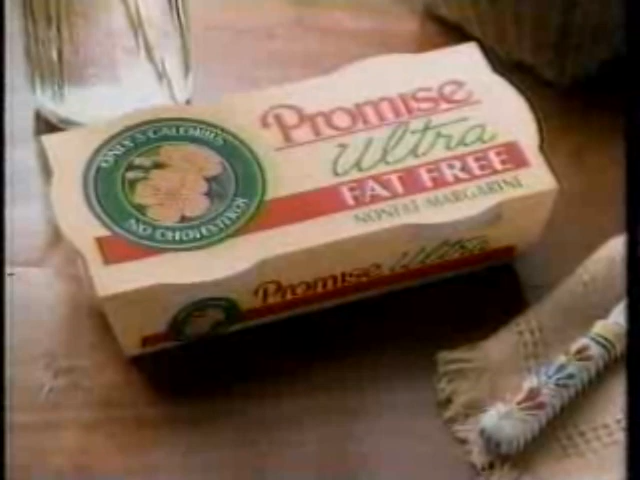 ONLY 5 CALORIES
NO CHOLESTEROL
Promise
ultra
FAT FREE
NONFAT MARGARINE
Promise Ultra